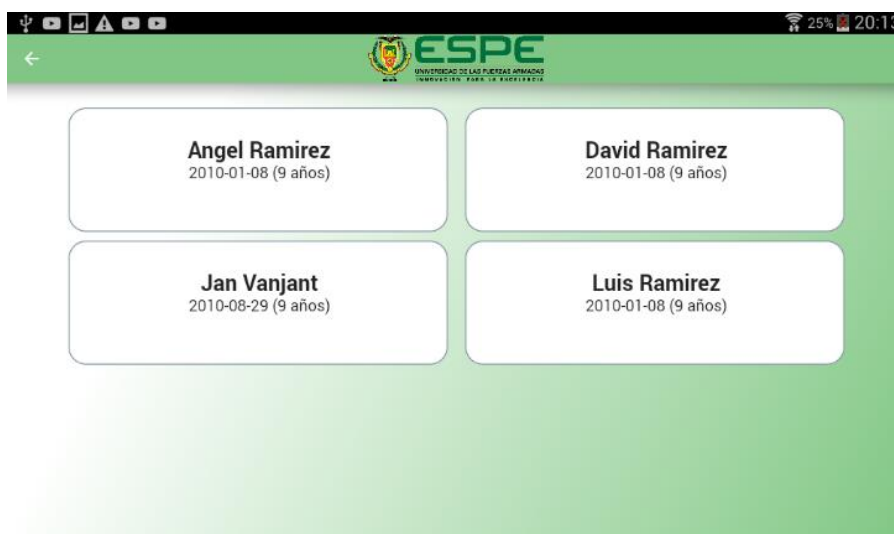 25% 20:13
ESPE
UNIVERSIDAD DE LAS FUERZAS ARMADAS
INNOVACIÓN PARA LA EXCELENCIA
Angel Ramirez
2010-01-08 (9 años)
David Ramirez
2010-01-08 (9 años)
Jan Vanjant
2010-08-29 (9 años)
Luis Ramirez
2010-01-08 (9 años)